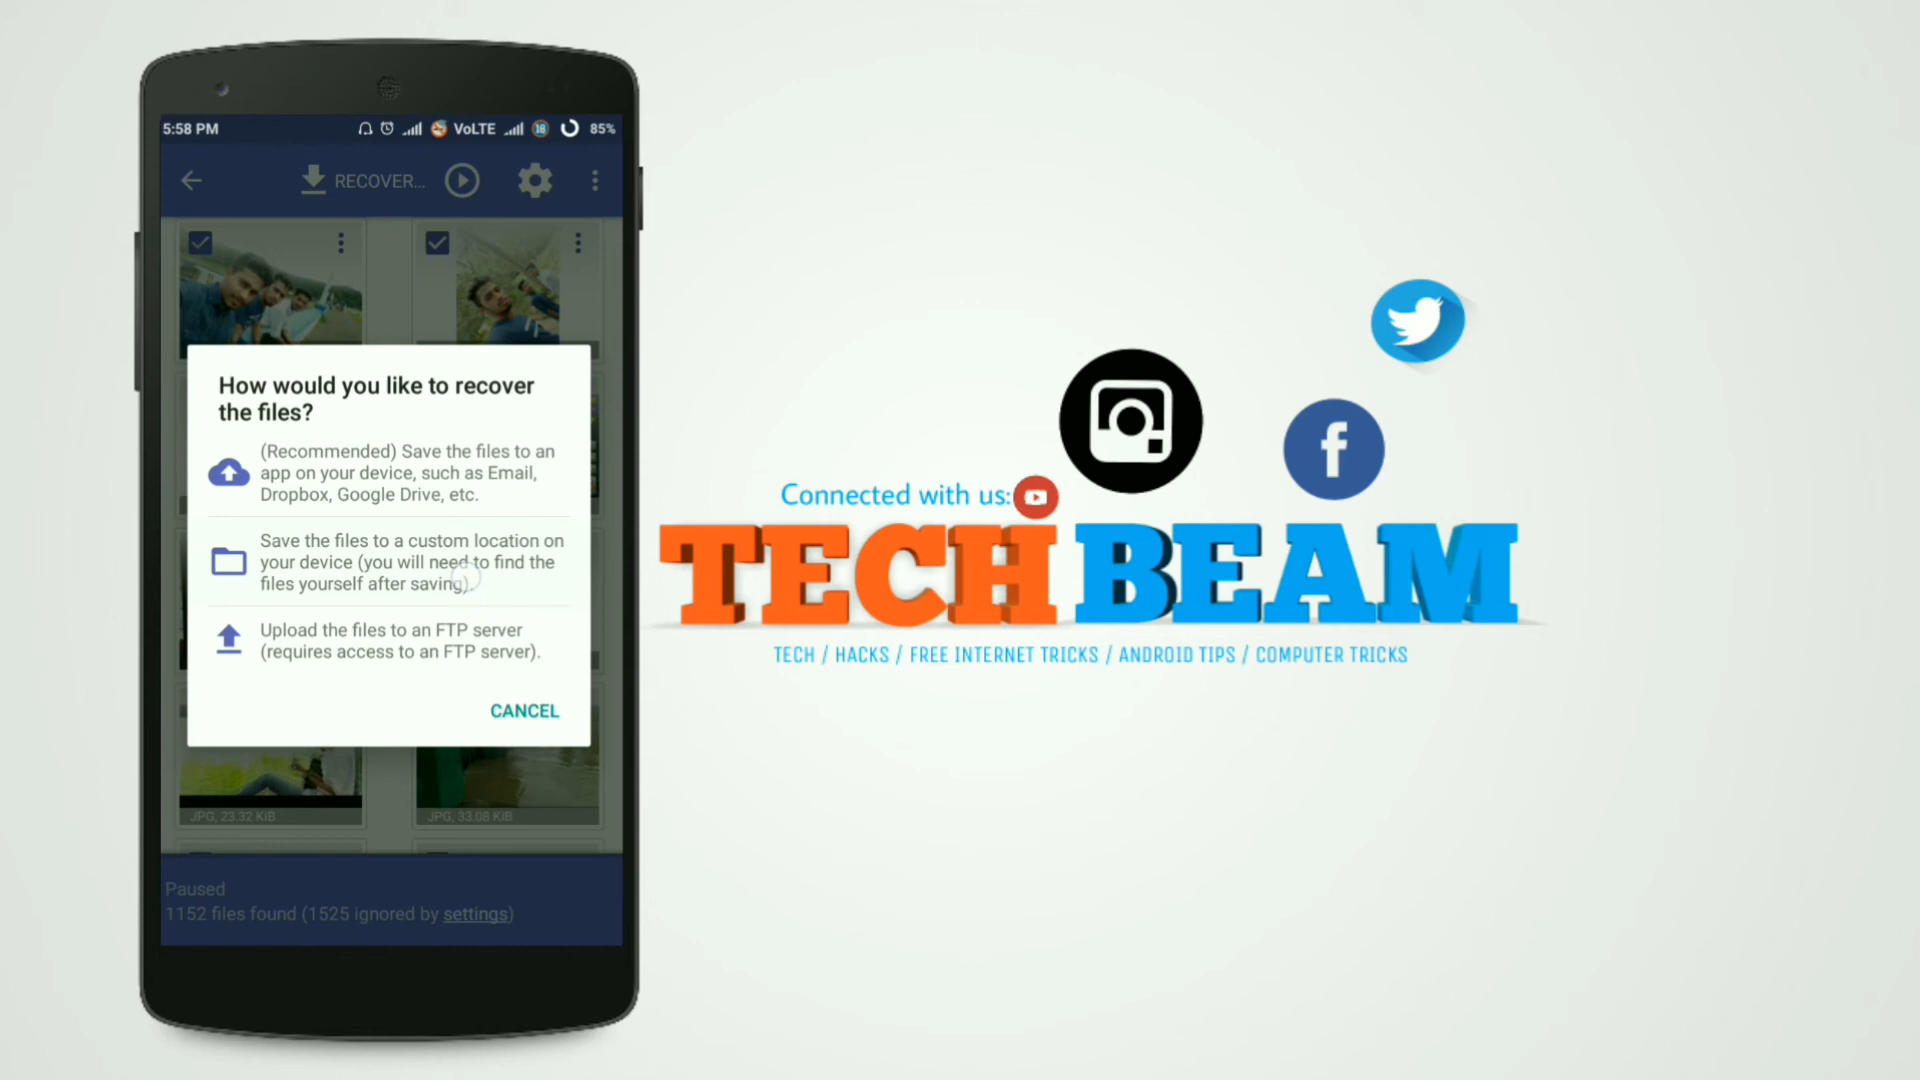 5:58 PM
VoLTE
18
85%
RECOVER...
How would you like to recover
the files?
(Recommended) Save the files to an
app on your device, such as Email,
Dropbox, Google Drive, etc.
Save the files to a custom location on
your device (you will need to find the
files yourself after saving).
Upload the files to an FTP server
(requires access to an FTP server).
CANCEL
JPG, 23.32 KiB
JPG, 33.08 KiB
Paused
1152 files found (1525 ignored by settings)
Connected with us:
f
TECH BEAM
TECH / HACKS / FREE INTERNET TRICKS / ANDROID TIPS / COMPUTER TRICKS